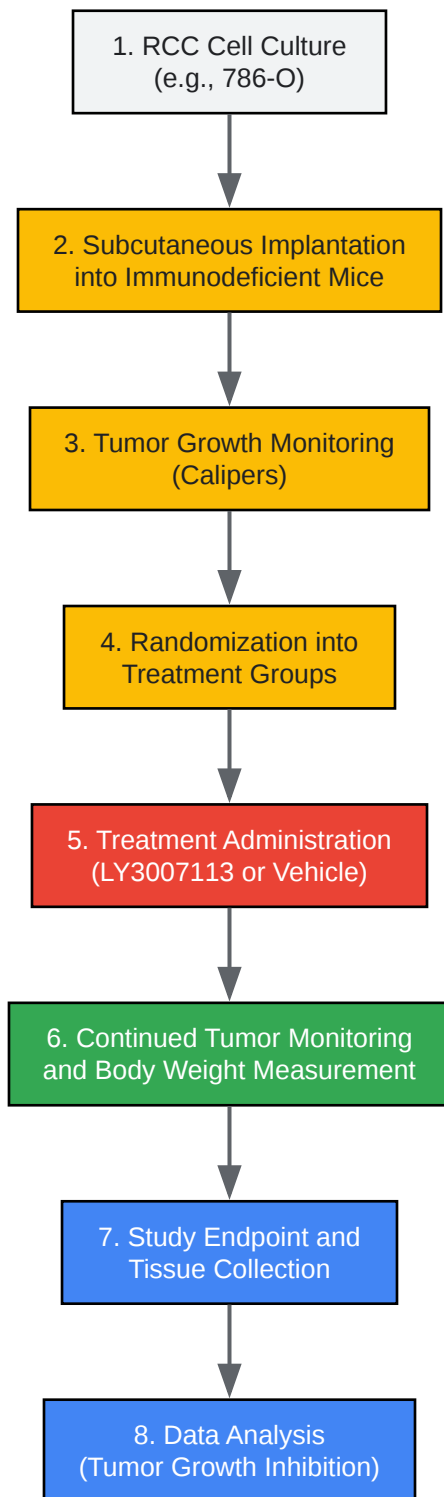 1. RCC Cell Culture
(e.g., 786-O)
2. Subcutaneous Implantation
into Immunodeficient Mice
3. Tumor Growth Monitoring
(Calipers)
4. Randomization into
Treatment Groups
5. Treatment Administration
(LY3007113 or Vehicle)
6. Continued Tumor Monitoring
and Body Weight Measurement
7. Study Endpoint and
Tissue Collection
8. Data Analysis
(Tumor Growth Inhibition)